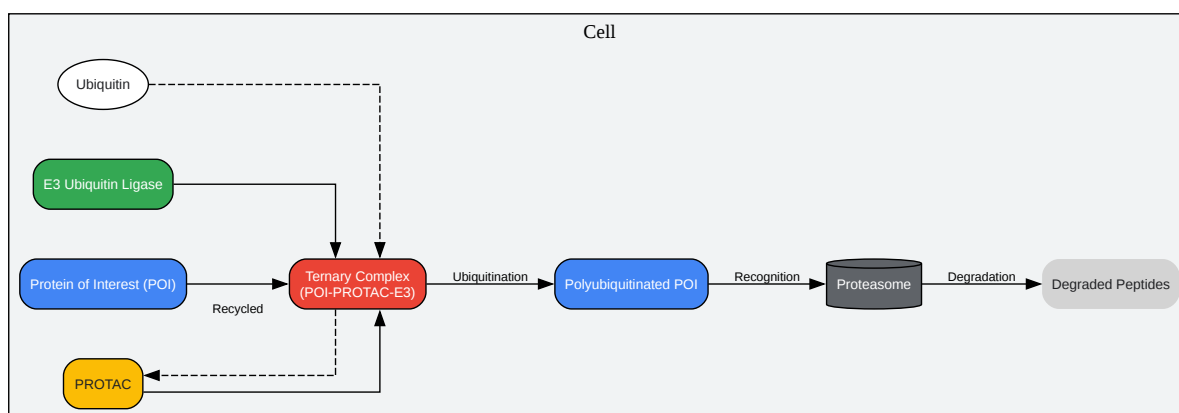 Cell
Ubiquitin
E3 Ubiquitin Ligase
Protein of Interest (POI)
Recycled
Ternary Complex
(POI-PROTAC-E3)
Ubiquitination
Polyubiquitinated POI
Recognition
Proteasome
Degradation
Degraded Peptides
PROTAC